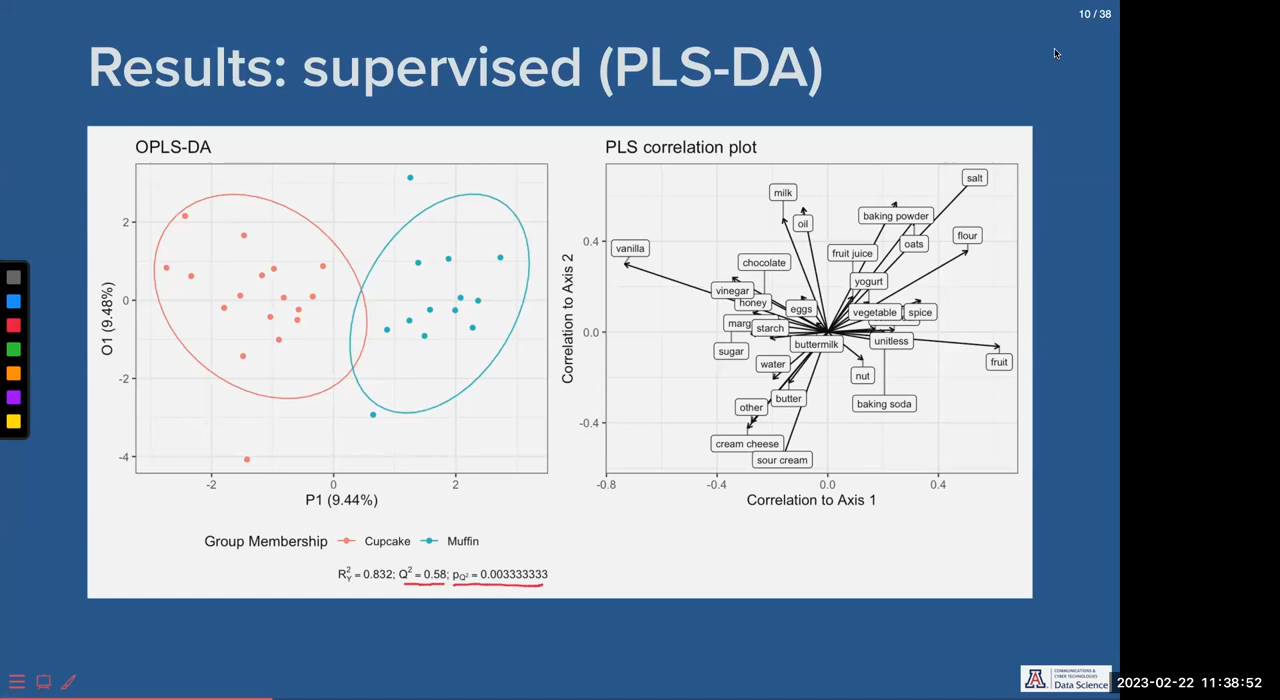 10 / 38
Results: supervised (PLS-DA)
OPLS-DA
O1 (9.48%)
2
0
-2
-4
-2
0
2
P1 (9.44%)
Group Membership
Cupcake
Muffin
R²Y = 0.832; Q² = 0.58; pQ² = 0.003333333
PLS correlation plot
Correlation to Axis 2
0.4
0.0
-0.4
salt
milk
baking powder
oil
flour
oats
vanilla
fruit juice
chocolate
yogurt
vinegar
honey
eggs
vegetable
spice
marg
starch
unitless
buttermilk
sugar
fruit
water
nut
butter
baking soda
other
cream cheese
sour cream
-0.8
-0.4
0.0
0.4
Correlation to Axis 1
A
COMMUNICATIONS &
CYBER TECHNOLOGIES
Data Science
2023-02-22 11:38:52